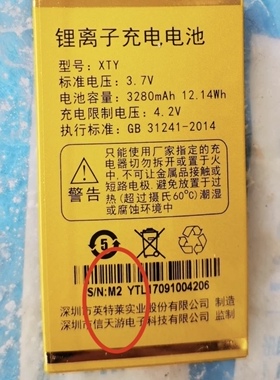 锂离子充电电池
型号：XTY
标准电压：3.7V
电池容量：3280mAh 12.14Wh
充电限制电压：4.2V
执行标准：GB 31241-2014
警告
只能使用厂家指定的充
电器切勿拆开或置于火
中，不可让金属接触或
短路电极.避免放置于过
热(超过摄氏60℃)潮湿
或腐蚀环境中
5
S/N:M2 YTL17091004206
深圳市英特莱实业股份有限公司 制造
深圳市信天游电子科技有限公司 监制